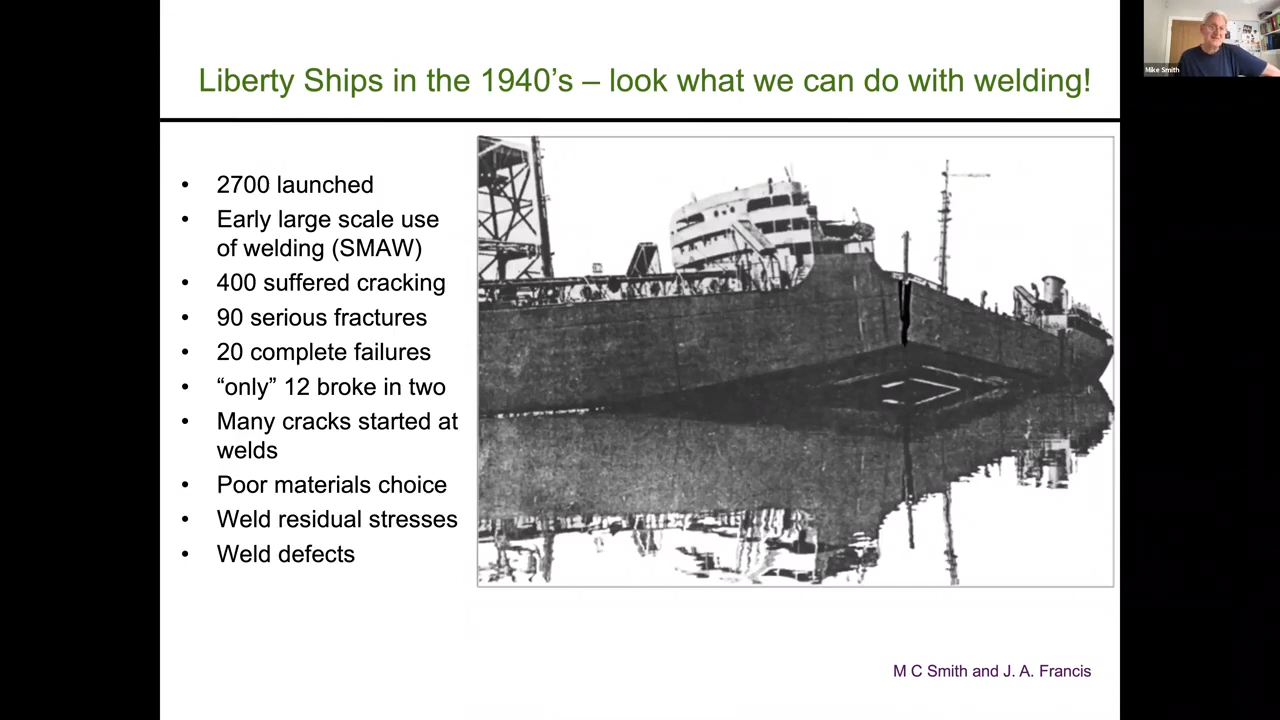 Liberty Ships in the 1940’s – look what we can do with welding!
• 2700 launched
• Early large scale use
of welding (SMAW)
• 400 suffered cracking
• 90 serious fractures
• 20 complete failures
• “only” 12 broke in two
• Many cracks started at
welds
• Poor materials choice
• Weld residual stresses
• Weld defects
M C Smith and J. A. Francis
Mike Smith